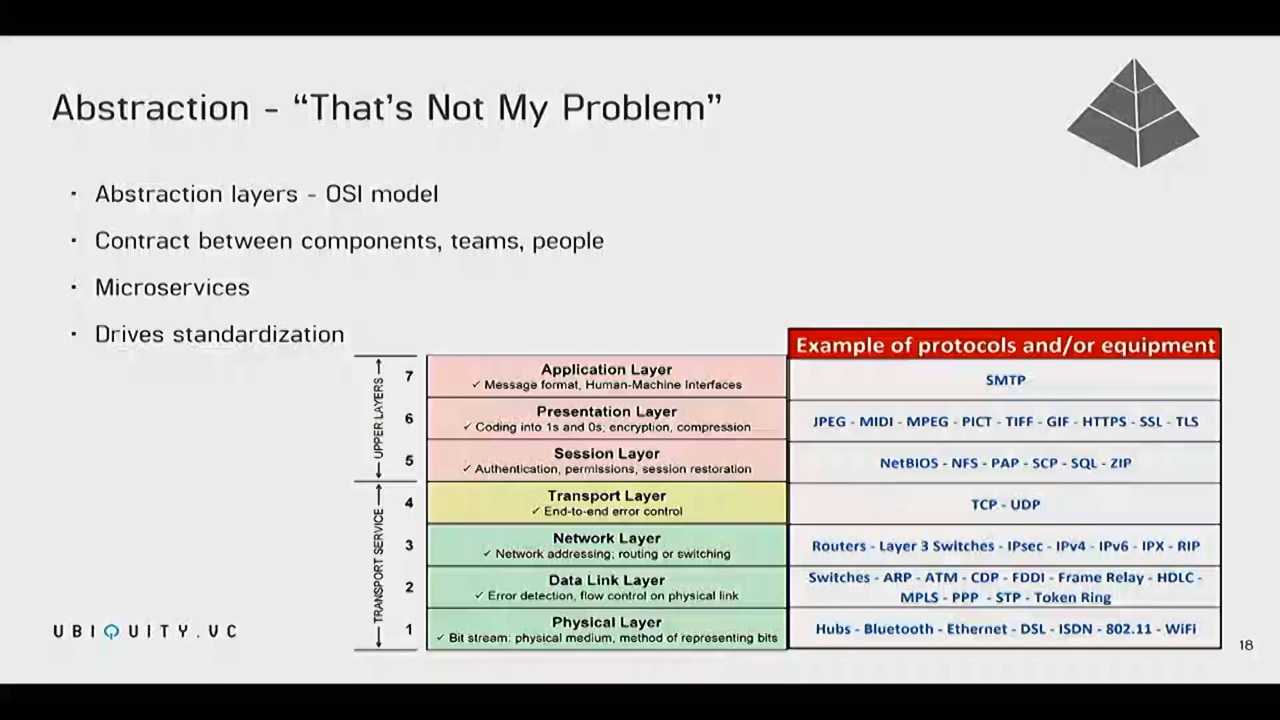 Abstraction - “That’s Not My Problem”
· Abstraction layers - OSI model
· Contract between components, teams, people
· Microservices
· Drives standardization
Example of protocols and/or equipment
UPPER LAYERS
7
Application Layer
✓ Message format, Human-Machine Interfaces
SMTP
6
Presentation Layer
✓ Coding into 1s and 0s; encryption, compression
JPEG - MIDI - MPEG - PICT - TIFF - GIF - HTTPS - SSL - TLS
5
Session Layer
✓ Authentication, permissions, session restoration
NetBIOS - NFS - PAP - SCP - SQL - ZIP
TRANSPORT SERVICE
4
Transport Layer
✓ End-to-end error control
TCP - UDP
3
Network Layer
✓ Network addressing; routing or switching
Routers - Layer 3 Switches - IPsec - IPv4 - IPv6 - IPX - RIP
2
Data Link Layer
✓ Error detection, flow control on physical link
Switches - ARP - ATM - CDP - FDDI - Frame Relay - HDLC -
MPLS - PPP - STP - Token Ring
1
Physical Layer
✓ Bit stream: physical medium, method of representing bits
Hubs - Bluetooth - Ethernet - DSL - ISDN - 802.11 - WiFi
UBIQUITY.VC
18